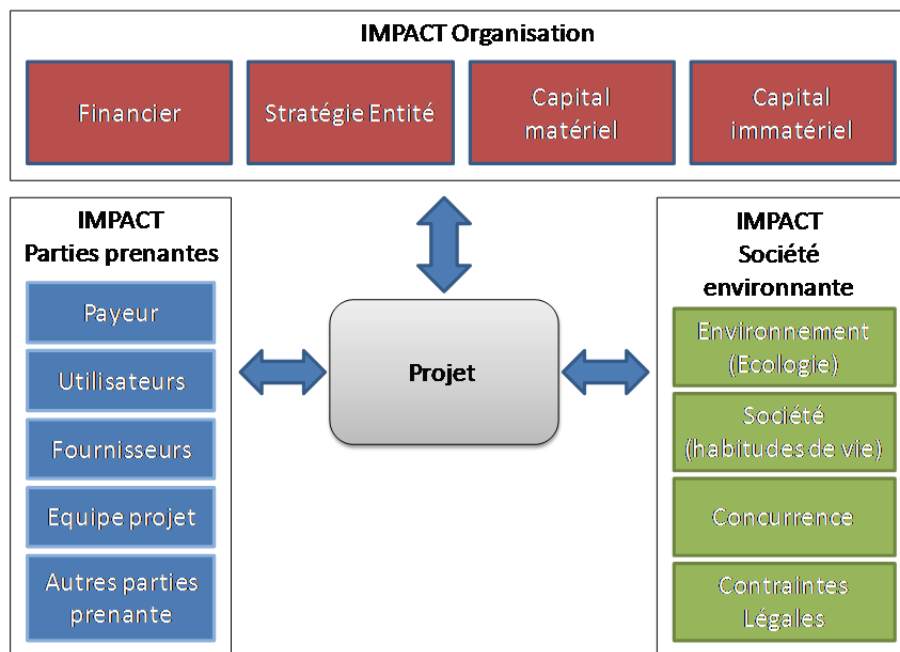 IMPACT Organisation
Financier
Stratégie Entité
Capital
matériel
Capital
immatériel
IMPACT
Parties prenantes
Payeur
Utilisateurs
Fournisseurs
Equipe projet
Autres parties
prenante
Projet
IMPACT
Société
environnante
Environnement
(Ecologie)
Société
(habitudes de vie)
Concurrence
Contraintes
Légales